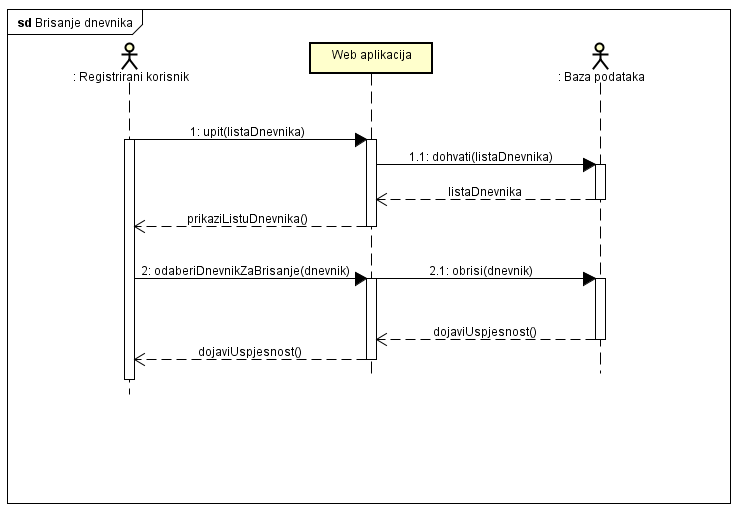 sd Brisanje dnevnika
: Registrirani korisnik
Web aplikacija
: Baza podataka
1: upit(listaDnevnika)
1.1: dohvati(listaDnevnika)
listaDnevnika
prikaziListuDnevnika()
2: odaberiDnevnikZaBrisanje(dnevnik)
2.1: obrisi(dnevnik)
dojaviUspjesnost()
dojaviUspjesnost()